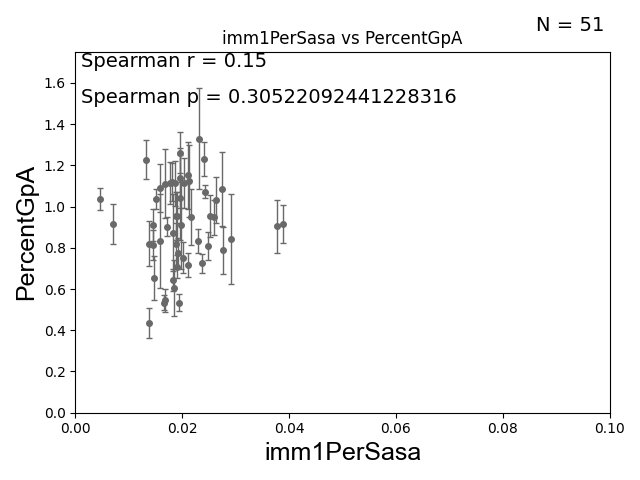 N = 51
imm1PerSasa vs PercentGpA
Spearman r = 0.15
Spearman p = 0.30522092441228316
PercentGpA
1.6
1.4
1.2
1.0
0.8
0.6
0.4
0.2
0.0
0.00 0.02 0.04 0.06 0.08 0.10
imm1PerSasa